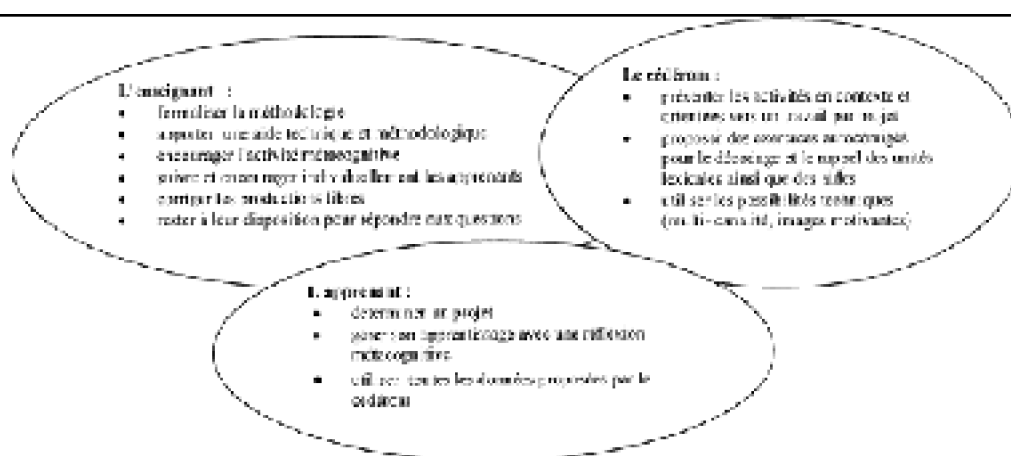 L'enseignant :
• formaliser la méthodologie
• apporter une aide technique et méthodologique
• encourager l'activité métacognitive
• suivre et encourager individuellement les apprenants
• corriger les productions libres
• rester à leur disposition pour répondre aux questions
Le cédérom :
• présenter les activités en contexte et
orientées vers un travail par projet
• proposer des exercices autocorrigés
pour le décodage et le rappel des unités
lexicales ainsi que des aides
• utiliser les possibilités techniques
(multi-canalité, images motivantes)
L'apprenant :
• déterminer un projet
• gérer son apprentissage avec une réflexion
métacognitive
• utiliser toutes les données proposées par le
cédérom